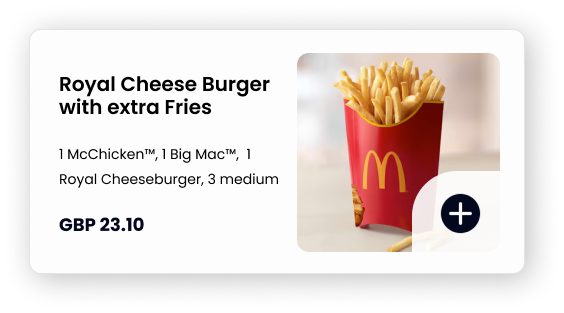 Royal Cheese Burger
with extra Fries
1 McChicken™, 1 Big Mac™,  1
Royal Cheeseburger, 3 medium
GBP 23.10